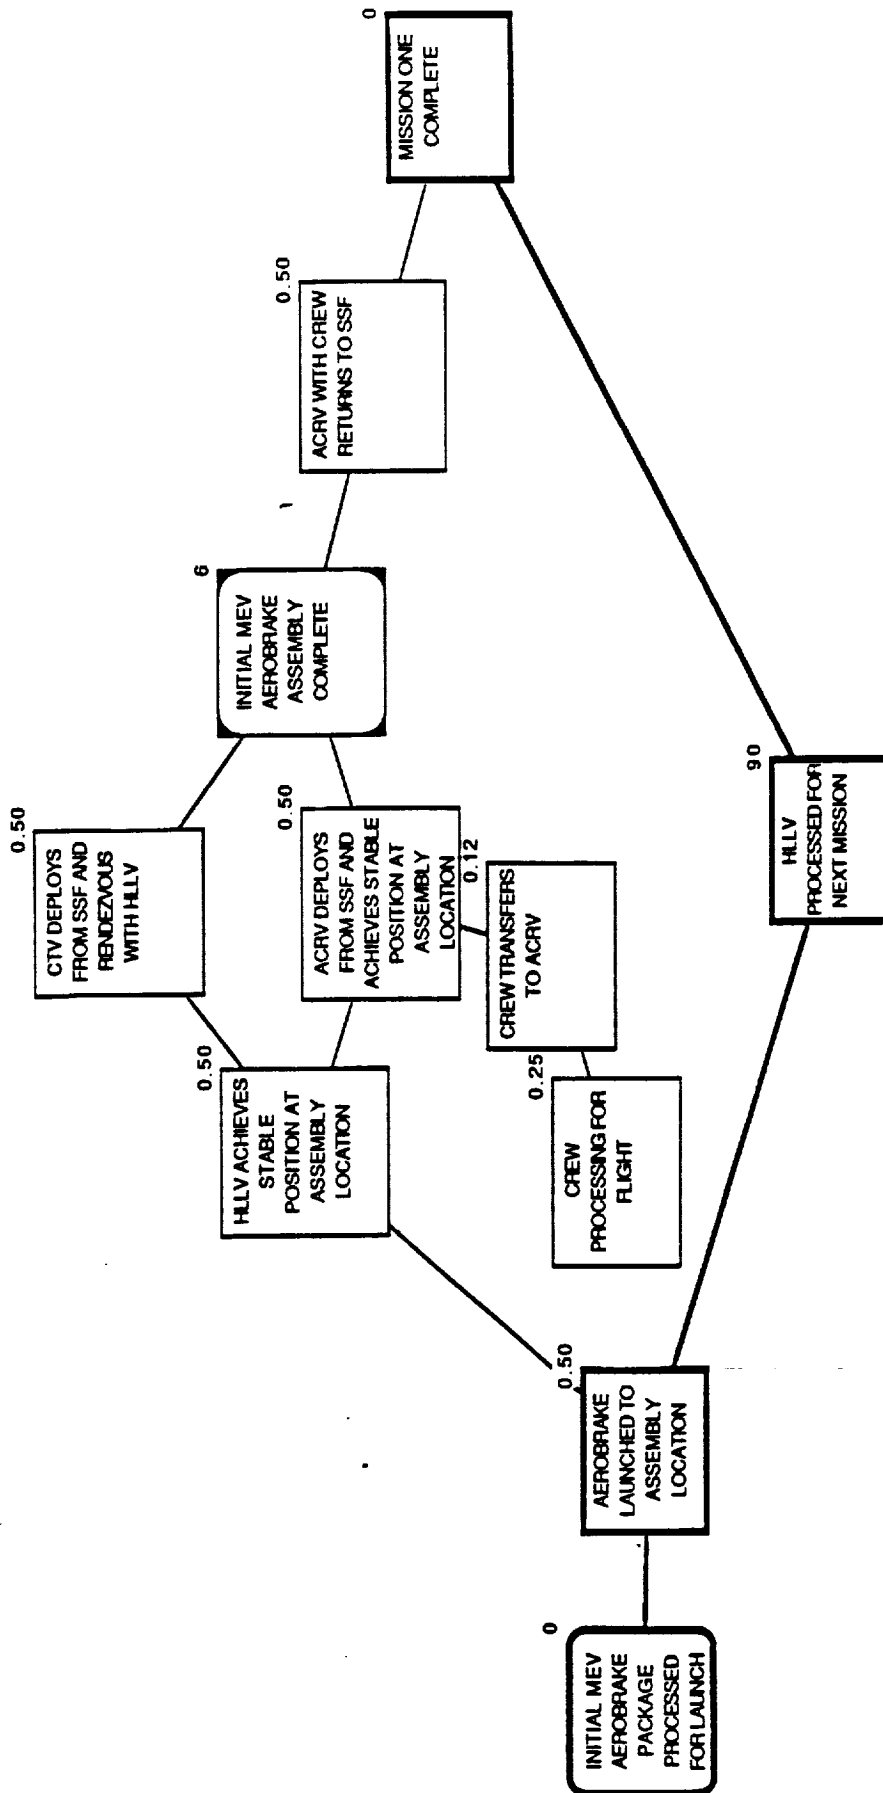 0
INITIAL MEV
AEROBRAKE
PACKAGE
PROCESSED
FOR LAUNCH
0.50
AEROBRAKE
LAUNCHED TO
ASSEMBLY
LOCATION
0.50
HLLV ACHIEVES
STABLE
POSITION AT
ASSEMBLY
LOCATION
0.25
CREW
PROCESSING FOR
FLIGHT
0.50
CTV DEPLOYS
FROM SSF AND
RENDEZVOUS
WITH HLLV
0.50
ACRV DEPLOYS
FROM SSF AND
ACHIEVES STABLE
POSITION AT
ASSEMBLY
LOCATION
0.12
CREW TRANSFERS
TO ACRV
90
HLLV
PROCESSED FOR
NEXT MISSION
6
INITIAL MEV
AEROBRAKE
ASSEMBLY
COMPLETE
0.50
ACRV WITH CREW
RETURNS TO SSF
0
MISSION ONE
COMPLETE